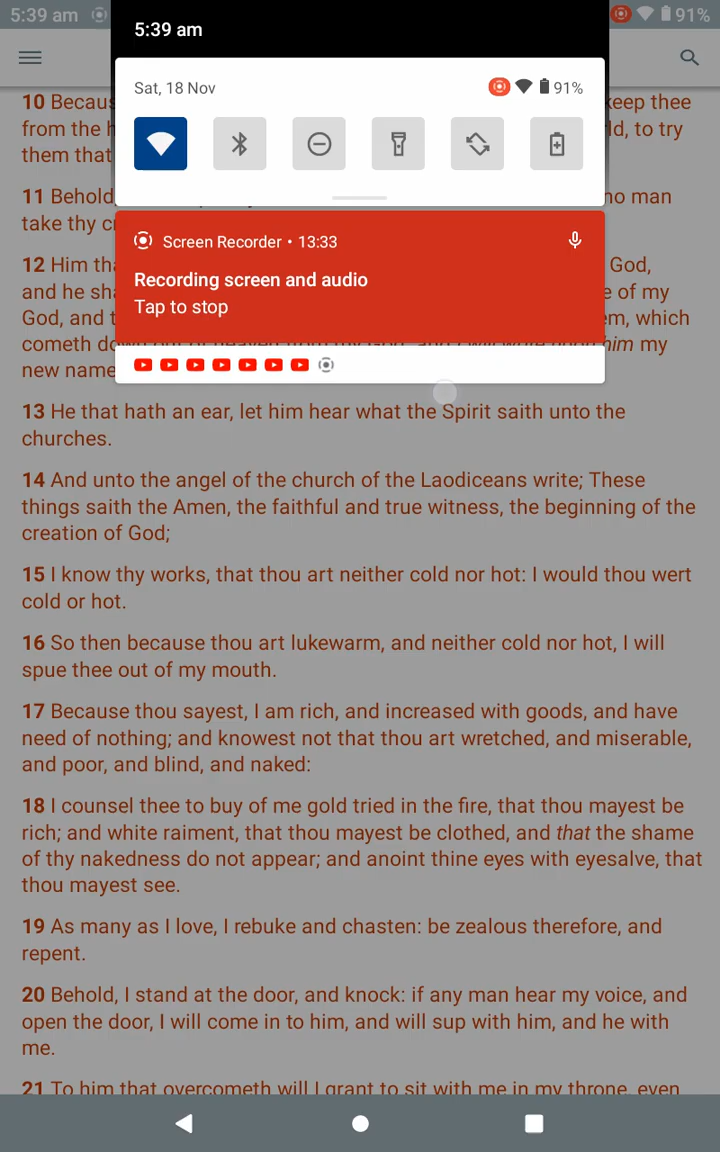 5:39 am
91%
5:39 am
Sat, 18 Nov
91%
Screen Recorder • 13:33
Recording screen and audio
Tap to stop
10 Becaus keep thee
from the h ld, to try
them that
11 Behold, no man
take thy c
12 Him tha God,
and he sha e of my
God, and t em, which
cometh do him my
new name
13 He that hath an ear, let him hear what the Spirit saith unto the
churches.
14 And unto the angel of the church of the Laodiceans write; These
things saith the Amen, the faithful and true witness, the beginning of the
creation of God;
15 I know thy works, that thou art neither cold nor hot: I would thou wert
cold or hot.
16 So then because thou art lukewarm, and neither cold nor hot, I will
spue thee out of my mouth.
17 Because thou sayest, I am rich, and increased with goods, and have
need of nothing; and knowest not that thou art wretched, and miserable,
and poor, and blind, and naked:
18 I counsel thee to buy of me gold tried in the fire, that thou mayest be
rich; and white raiment, that thou mayest be clothed, and that the shame
of thy nakedness do not appear; and anoint thine eyes with eyesalve, that
thou mayest see.
19 As many as I love, I rebuke and chasten: be zealous therefore, and
repent.
20 Behold, I stand at the door, and knock: if any man hear my voice, and
open the door, I will come in to him, and will sup with him, and he with
me.
21 To him that overcometh will I grant to sit with me in my throne, even